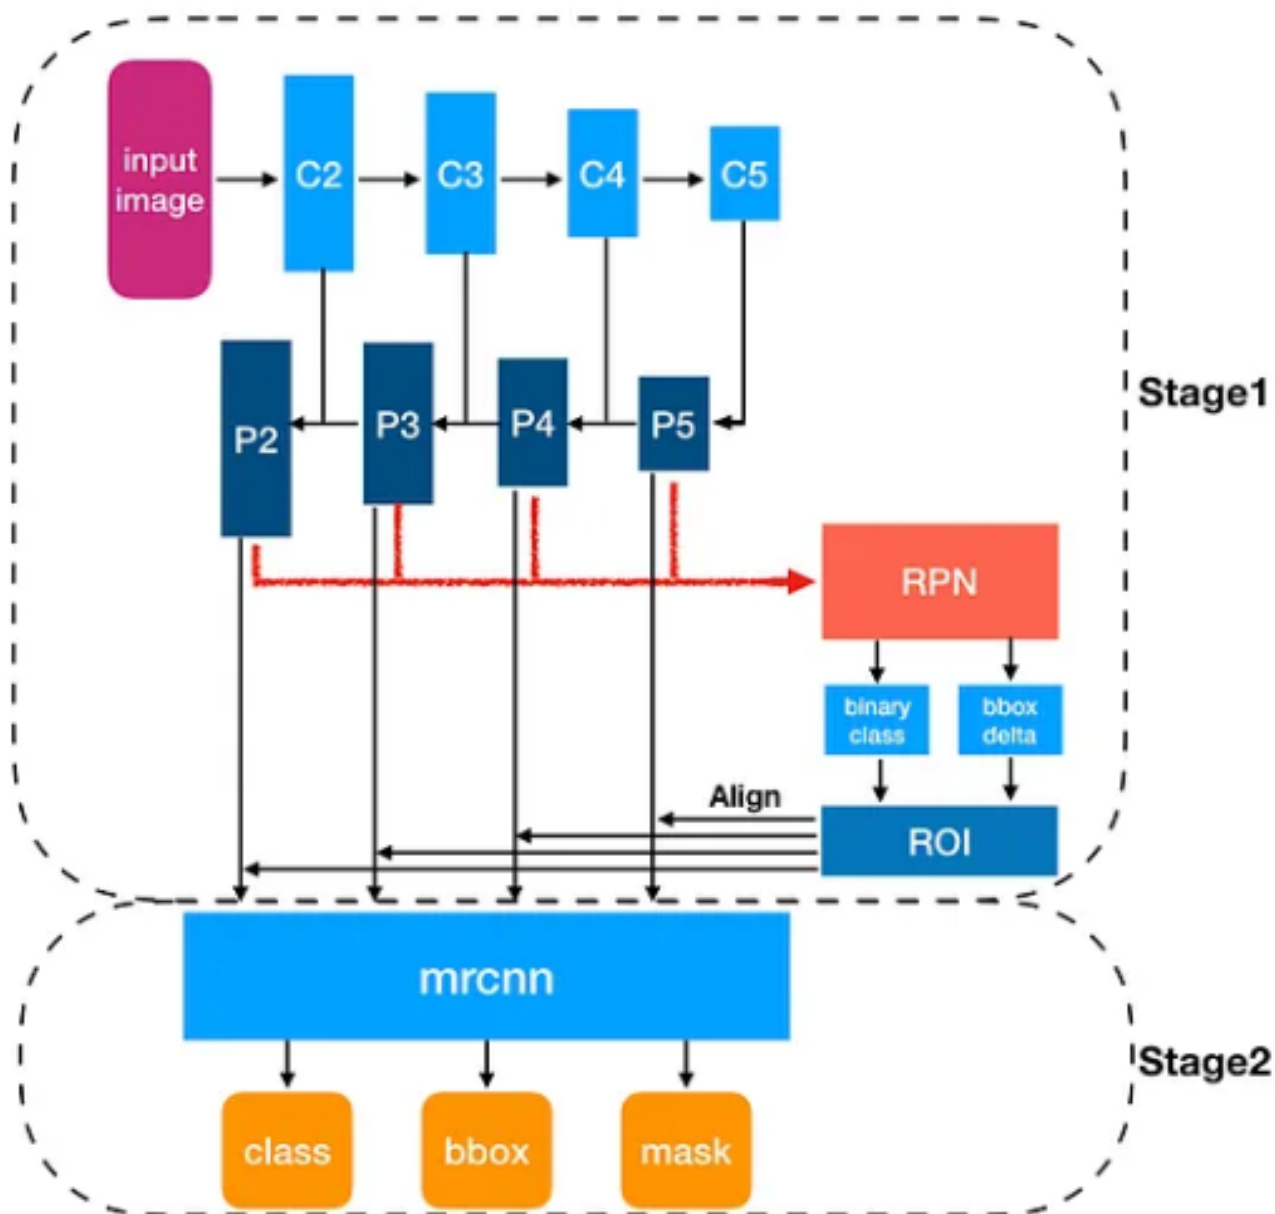 input
image
C2
C3
C4
C5
P2
P3
P4
P5
Stage1
RPN
binary
class
bbox
delta
Align
ROI
mrcnn
Stage2
class
bbox
mask